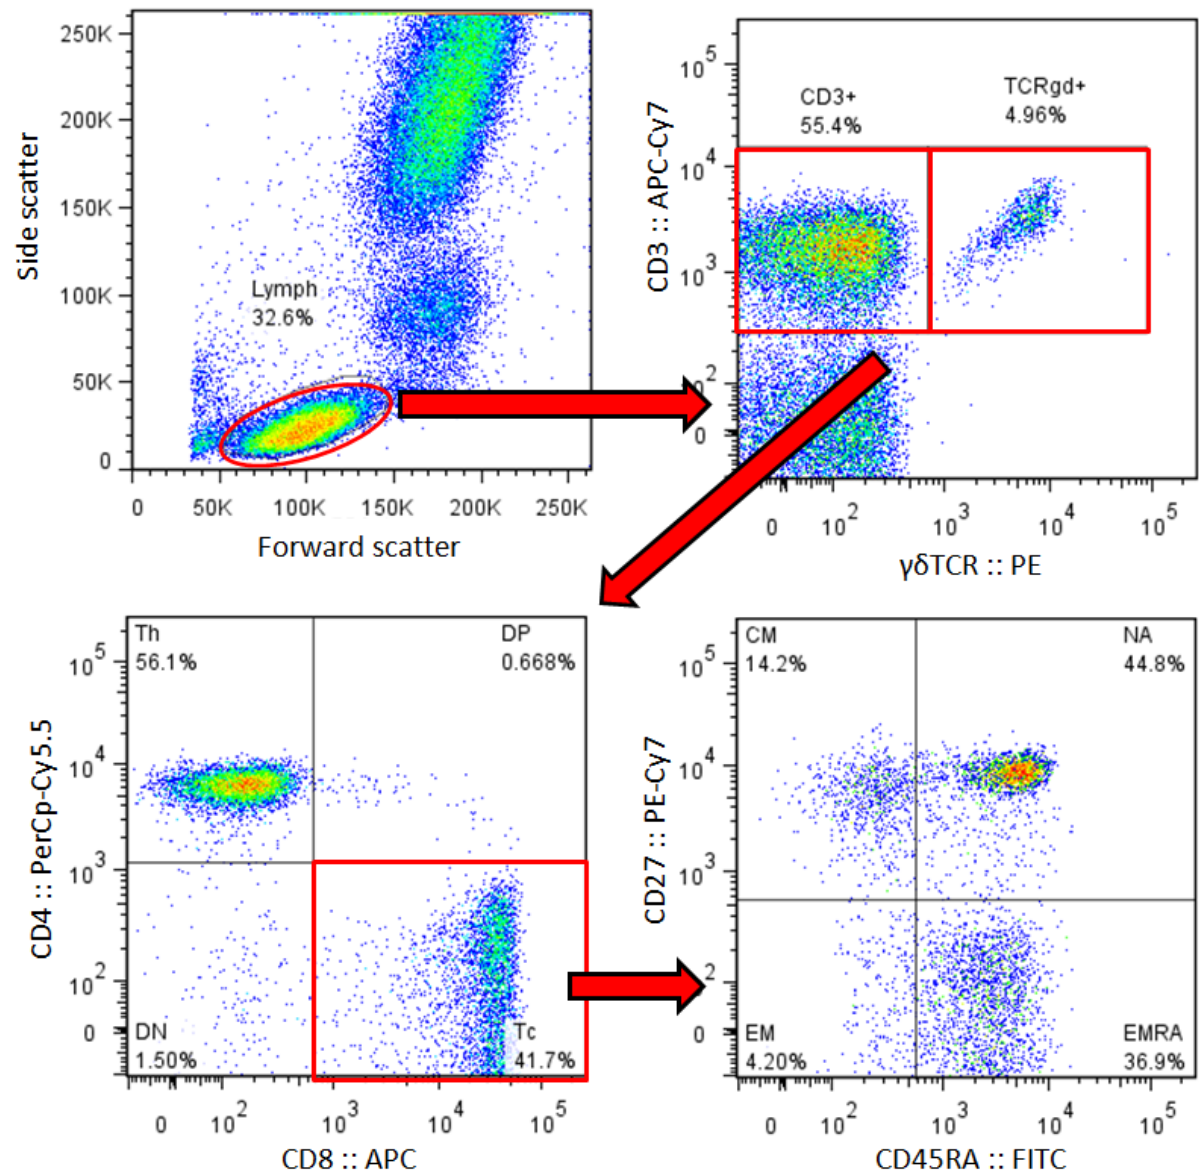 250K
200K
150K
100K
50K
0
Side scatter
Lymph
32.6%
0 50K 100K 150K 200K 250K
Forward scatter
10^5
10^4
10^3
^2
0
CD3 :: APC-Cy7
CD3+
55.4%
TCRgd+
4.96%
0 10^2 10^3 10^4 10^5
γδTCR :: PE
10^5
10^4
10^3
10^2
0
CD4 :: PerCp-Cy5.5
Th
56.1%
DP
0.668%
DN
1.50%
Tc
41.7%
0 10^2 10^3 10^4 10^5
CD8 :: APC
10^5
10^4
10^3
^2
0
CD27 :: PE-Cy7
CM
14.2%
NA
44.8%
EM
4.20%
EMRA
36.9%
0 10^2 10^3 10^4 10^5
CD45RA :: FITC